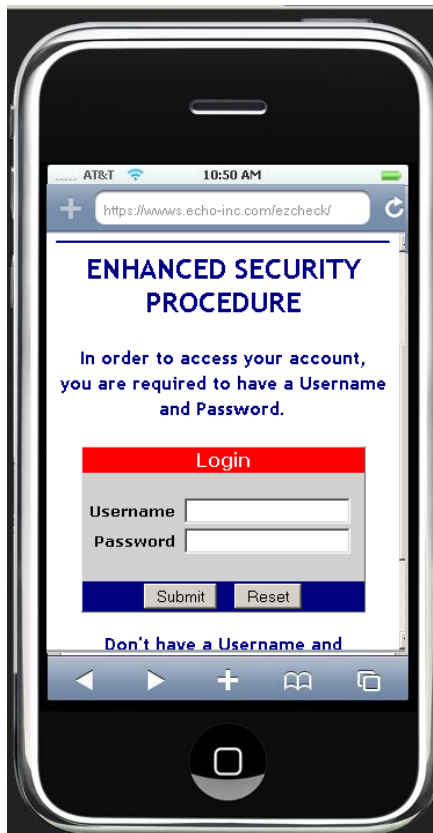 AT&T 10:50 AM
https://wwws.echo-inc.com/ezcheck/
ENHANCED SECURITY
PROCEDURE
In order to access your account,
you are required to have a Username
and Password.
Login
Username
Password
Submit Reset
Don't have a Username and